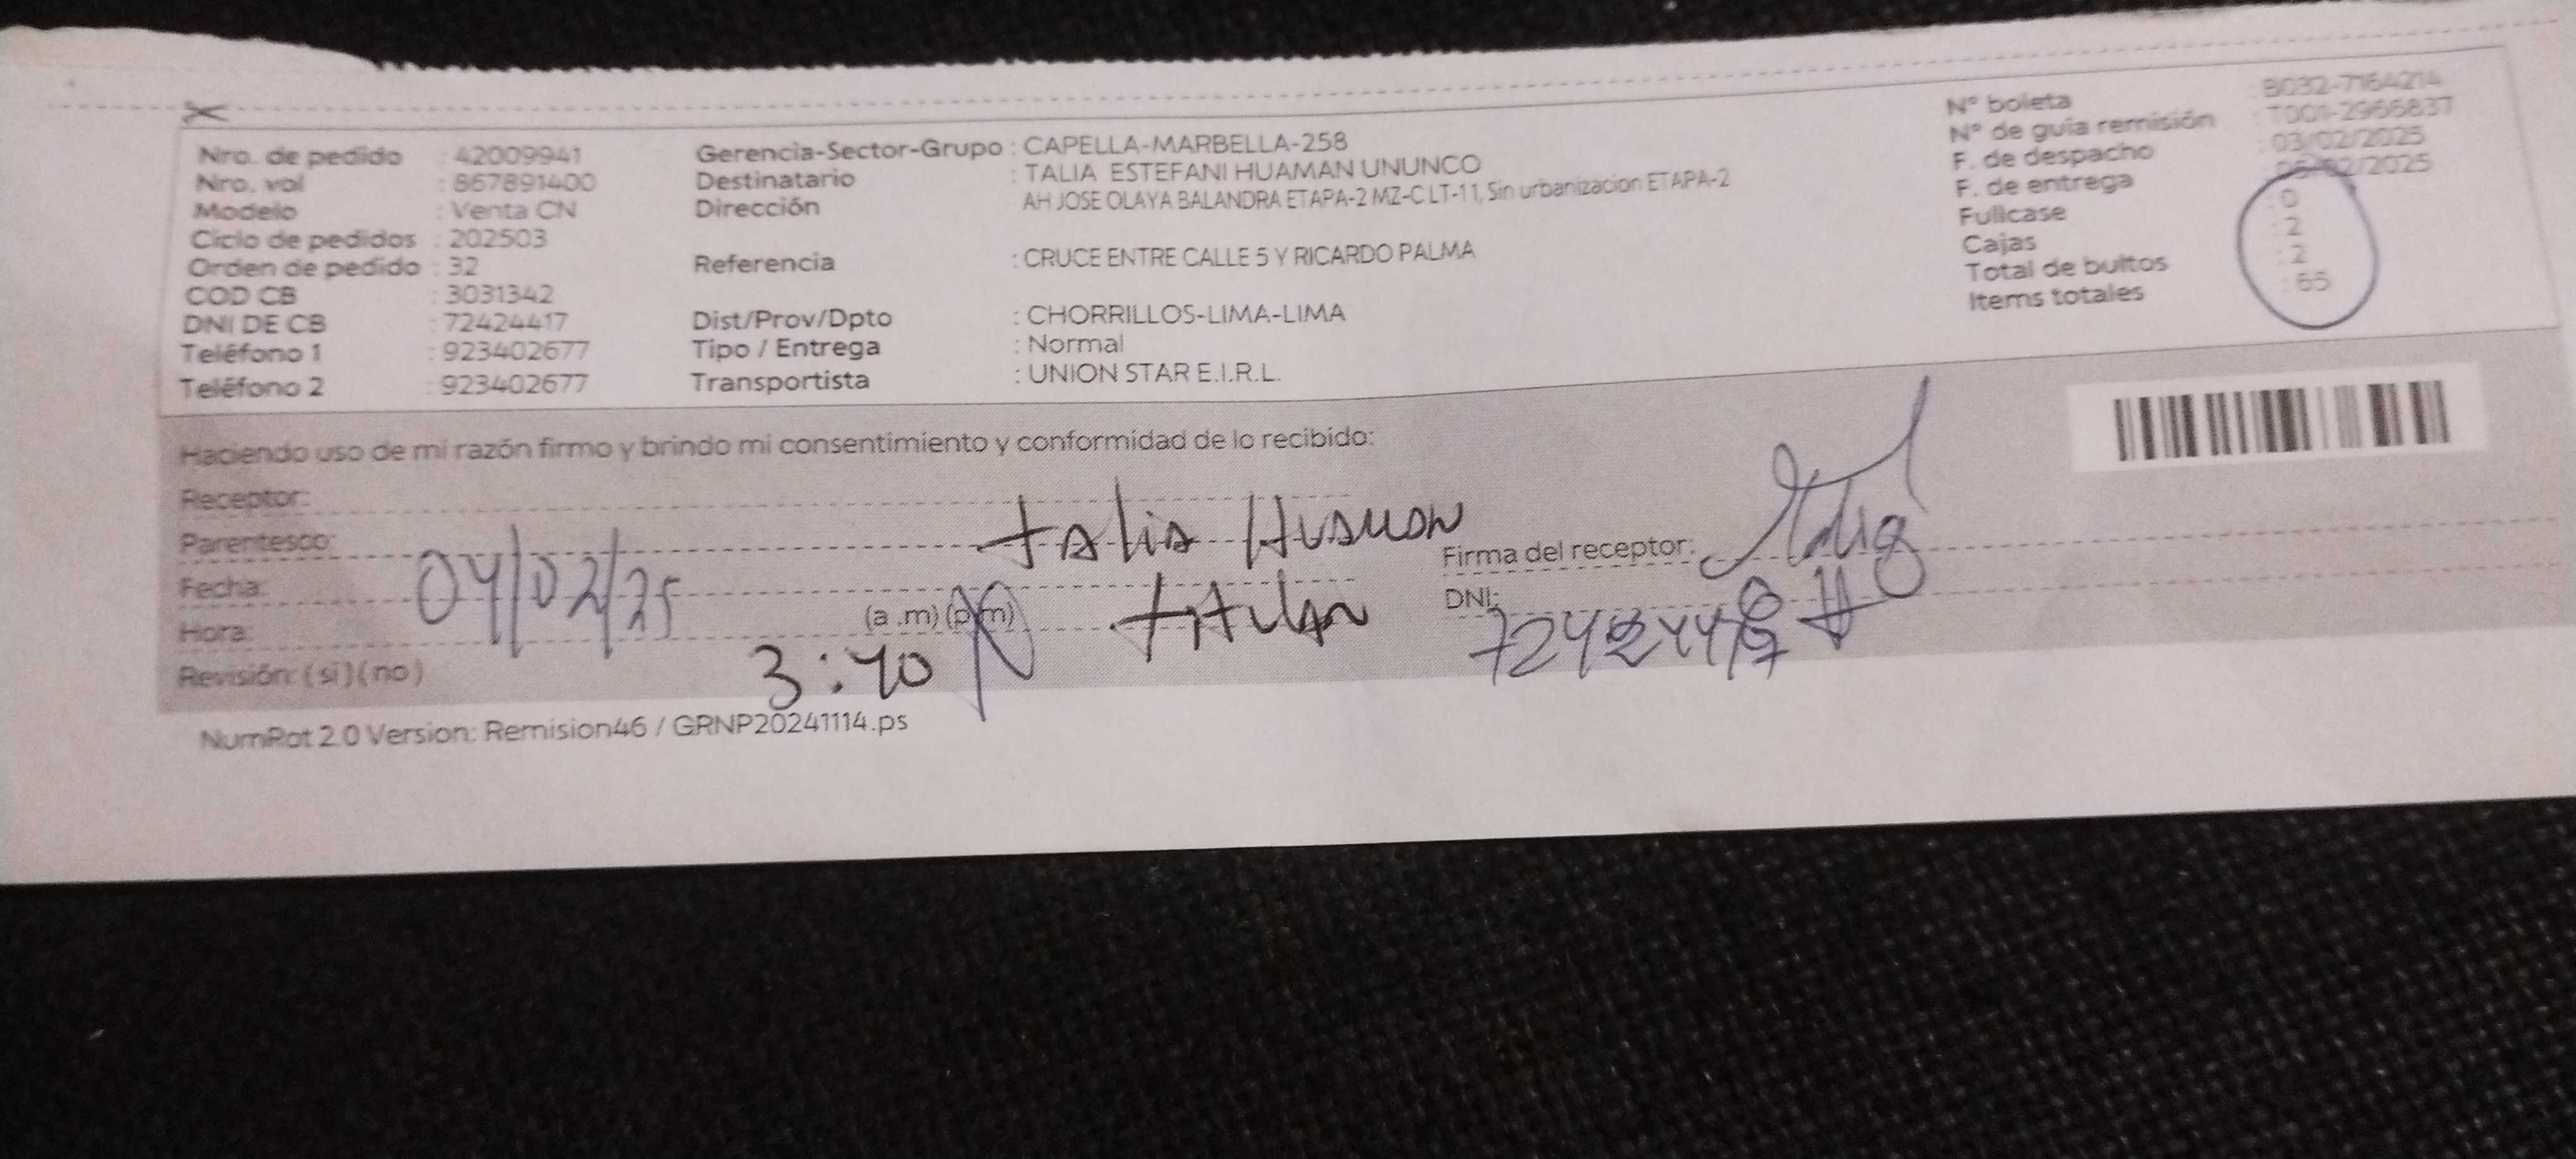 Nro. de pedido : 42009941
Nro. vol : 867891400
Modelo : Venta CN
Ciclo de pedidos : 202503
Orden de pedido : 32
COD CB : 3031342
DNI DE CB : 72424417
Teléfono 1 : 923402677
Teléfono 2 : 923402677
Gerencia-Sector-Grupo : CAPELLA-MARBELLA-258
Destinatario : TALIA ESTEFANI HUAMAN UNUNCO
Dirección AH JOSE OLAYA BALANDRA ETAPA-2 MZ-C LT-11, Sin urbanizacion ETAPA-2
Referencia : CRUCE ENTRE CALLE 5 Y RICARDO PALMA
Dist/Prov/Dpto : CHORRILLOS-LIMA-LIMA
Tipo / Entrega : Normal
Transportista : UNION STAR E.I.R.L.
N° boleta : B032-7164214
N° de guía remisión : T001-2966837
F. de despacho : 03/02/2025
F. de entrega : 05/02/2025
Fullcase : 0
Cajas : 2
Total de bultos : 2
Items totales : 65
Haciendo uso de mi razón firmo y brindo mi consentimiento y conformidad de lo recibido:
Receptor: Talia Huaman
Parentesco: titular
Fecha: 04/02/25
Hora: 3:40 (a .m) (p.m)
Revisión: ( si ) ( no )
Firma del receptor: Talia
DNI:
NumRot 2.0 Version: Remision46 / GRNP20241114.ps